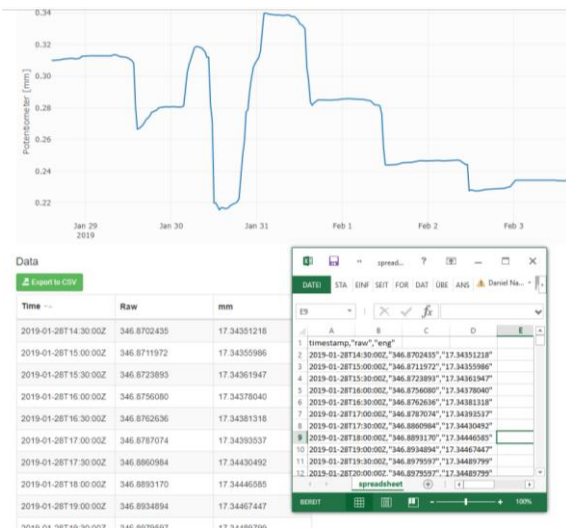 0.34
0.32
0.30
0.28
0.26
0.24
0.22
Potentiometer [mm]
Jan 29 Jan 30 Jan 31 Feb 1 Feb 2 Feb 3
2019
Data
Export to CSV
Time Raw mm
2019-01-28T14:30:00Z 346.8702435 17.34351218
2019-01-28T15:00:00Z 346.8711972 17.34355986
2019-01-28T15:30:00Z 346.8723893 17.34361947
2019-01-28T16:00:00Z 346.8756080 17.34378040
2019-01-28T16:30:00Z 346.8762636 17.34381318
2019-01-28T17:00:00Z 346.8787074 17.34393537
2019-01-28T17:30:00Z 346.8860984 17.34430492
2019-01-28T18:00:00Z 346.8893170 17.34446585
2019-01-28T19:00:00Z 346.8934894 17.34467447
2019-01-28T19:30:00Z 346.8979597 17.34489799
spread... ?
DATEI STA EINF SEIT FOR DAT ÜBE ANS Daniel Na...
E9 fx
A B C D E
1 timestamp,"raw","eng"
2 2019-01-28T14:30:00Z,"346.8702435","17.34351218"
3 2019-01-28T15:00:00Z,"346.8711972","17.34355986"
4 2019-01-28T15:30:00Z,"346.8723893","17.34361947"
5 2019-01-28T16:00:00Z,"346.8756080","17.34378040"
6 2019-01-28T16:30:00Z,"346.8762636","17.34381318"
7 2019-01-28T17:00:00Z,"346.8787074","17.34393537"
8 2019-01-28T17:30:00Z,"346.8860984","17.34430492"
9 2019-01-28T18:00:00Z,"346.8893170","17.34446585"
10 2019-01-28T19:00:00Z,"346.8934894","17.34467447"
11 2019-01-28T19:30:00Z,"346.8979597","17.34489799"
12 2019-01-28T20:00:00Z,"346.8979597","17.34489799"
spreadsheet
BEREIT 100%